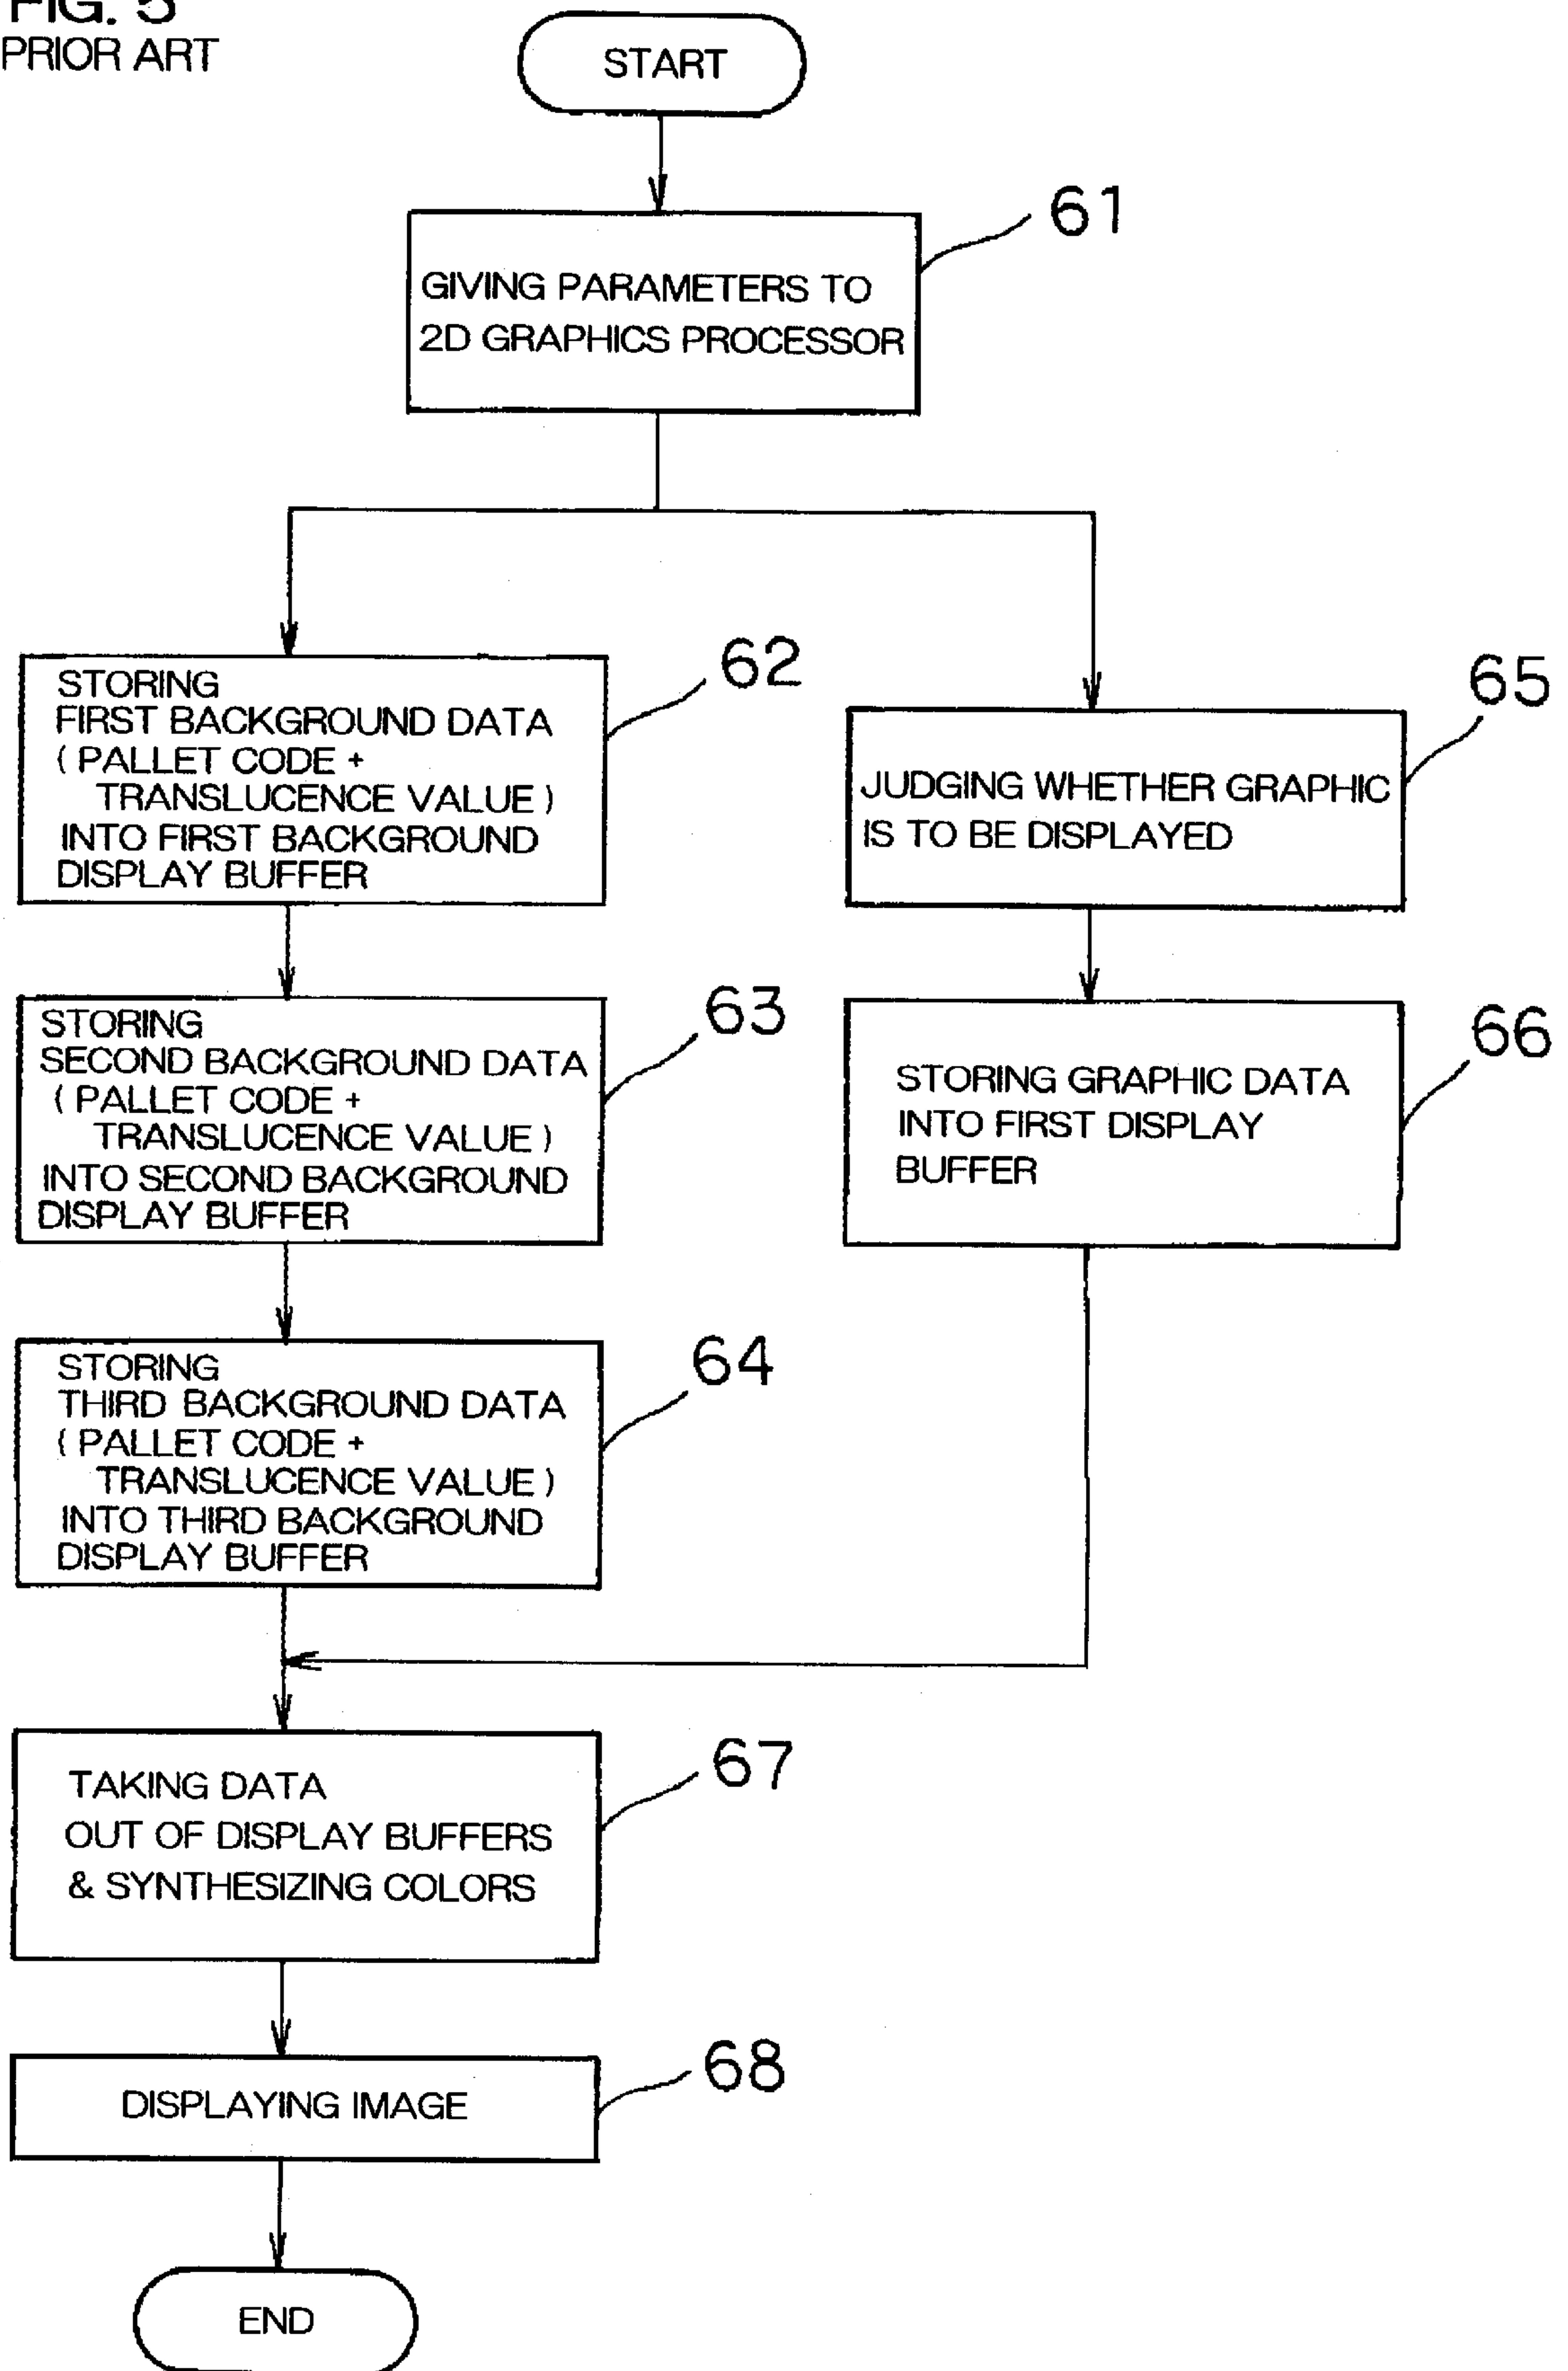 FIG. 5
PRIOR ART
START
61
GIVING PARAMETERS TO
2D GRAPHICS PROCESSOR
62
STORING
FIRST BACKGROUND DATA
( PALLET CODE +
TRANSLUCENCE VALUE )
INTO FIRST BACKGROUND
DISPLAY BUFFER
65
JUDGING WHETHER GRAPHIC
IS TO BE DISPLAYED
63
STORING
SECOND BACKGROUND DATA
( PALLET CODE +
TRANSLUCENCE VALUE )
INTO SECOND BACKGROUND
DISPLAY BUFFER
66
STORING GRAPHIC DATA
INTO FIRST DISPLAY
BUFFER
64
STORING
THIRD BACKGROUND DATA
( PALLET CODE +
TRANSLUCENCE VALUE )
INTO THIRD BACKGROUND
DISPLAY BUFFER
67
TAKING DATA
OUT OF DISPLAY BUFFERS
& SYNTHESIZING COLORS
68
DISPLAYING IMAGE
END